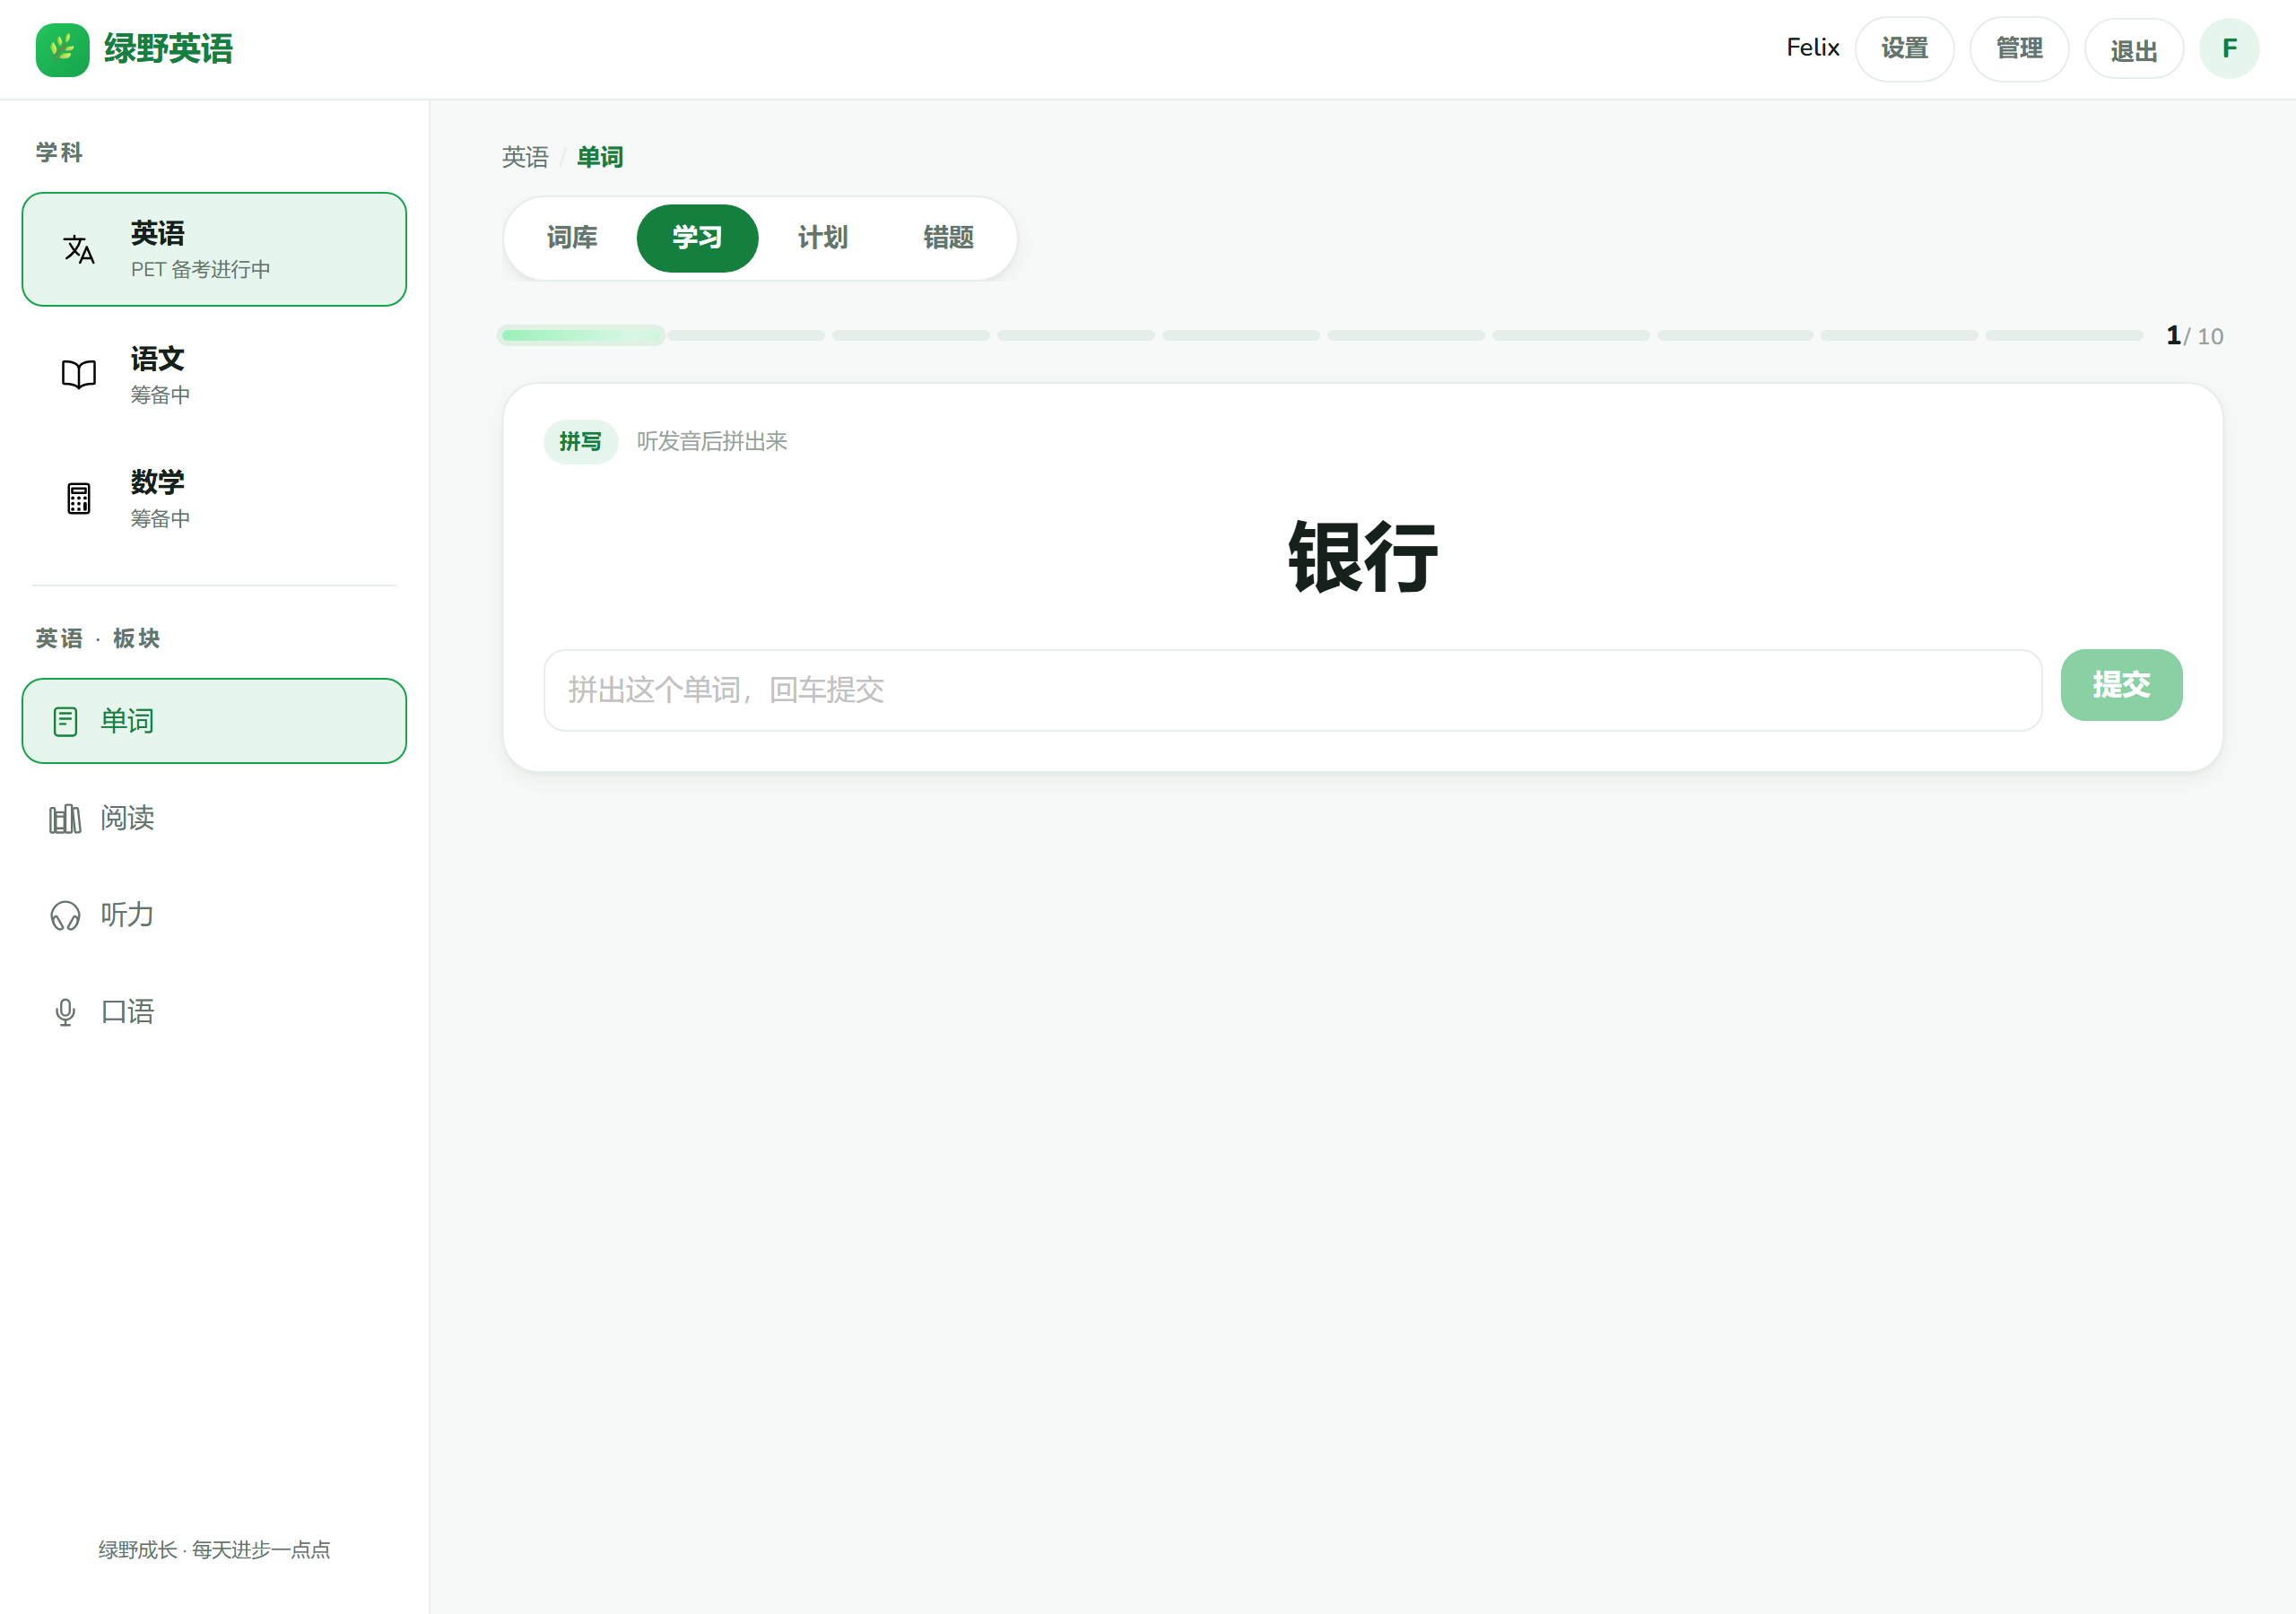 绿野英语
Felix 设置 管理 退出 F
学科
英语
PET 备考进行中
语文
筹备中
数学
筹备中
英语 · 板块
单词
阅读
听力
口语
绿野成长 · 每天进步一点点
英语 / 单词
词库 学习 计划 错题
1/ 10
拼写 听发音后拼出来
银行
拼出这个单词，回车提交 提交